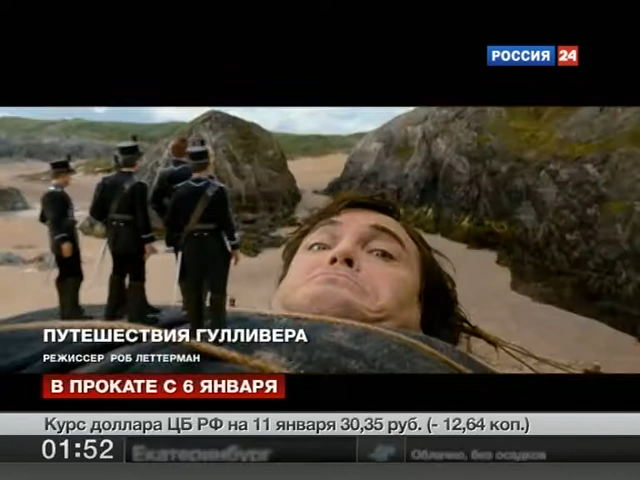 РОССИЯ 24
ПУТЕШЕСТВИЯ ГУЛЛИВЕРА
РЕЖИССЕР РОБ ЛЕТТЕРМАН
В ПРОКАТЕ С 6 ЯНВАРЯ
Курс доллара ЦБ РФ на 11 января 30,35 руб. (- 12,64 коп.)
01:52 Екатеринбург Облачно, без осадков